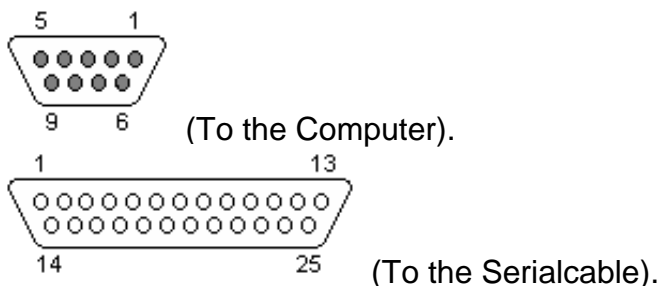 5 1
9 6
(To the Computer).
1 13
14 25
(To the Serialcable).